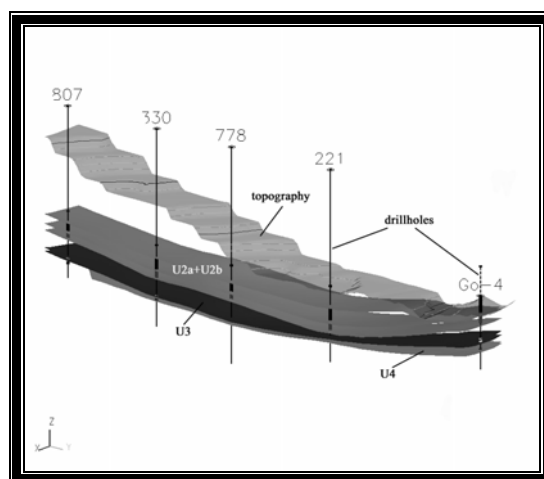 807
330
778
221
topography
drillholes
Go-4
U2a+U2b
U3
U4
Z
X
Y